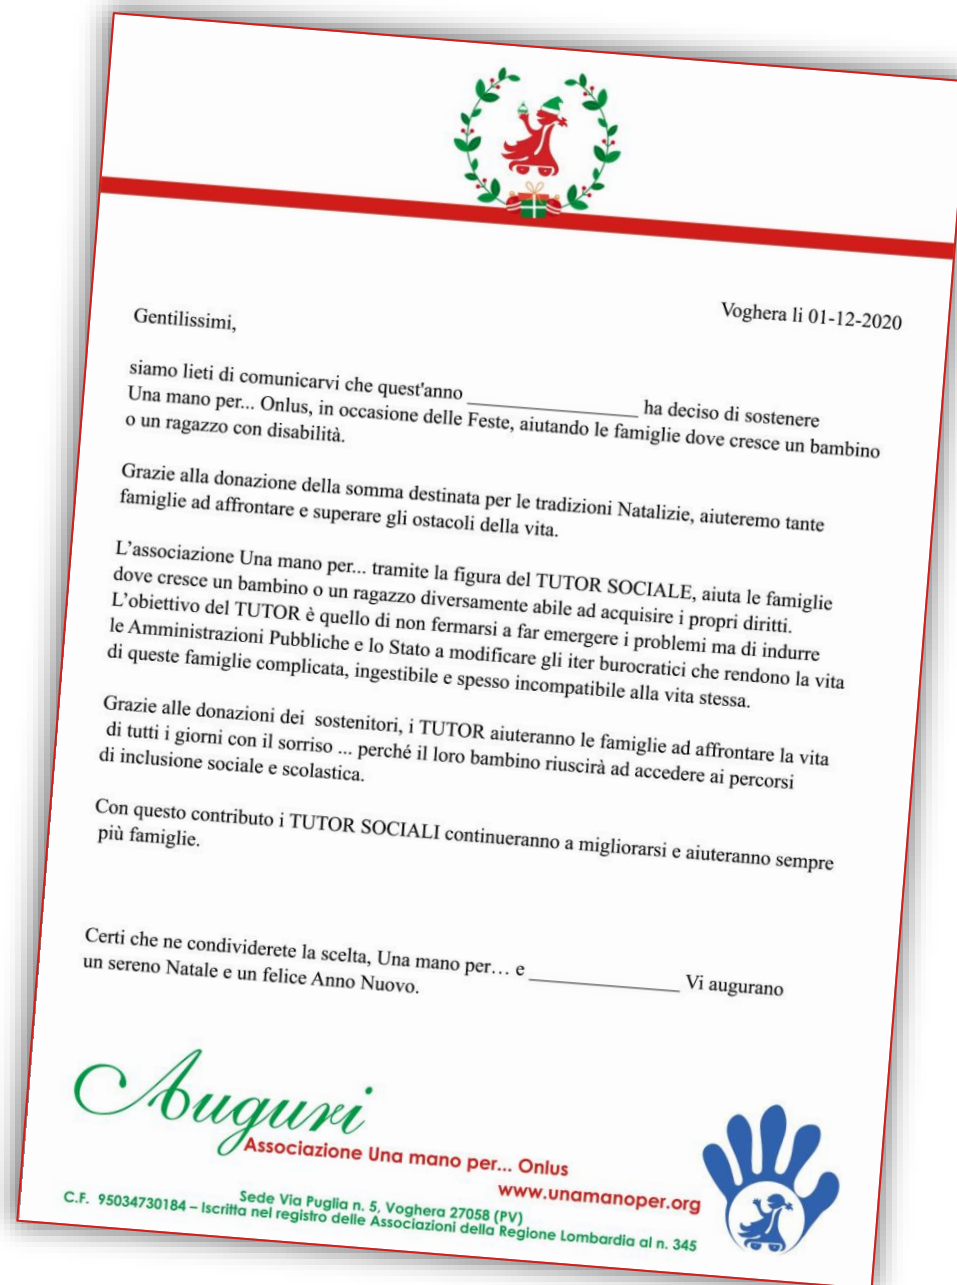 Voghera li 01-12-2020
Gentilissimi,
siamo lieti di comunicarvi che quest'anno _________________ ha deciso di sostenere
Una mano per... Onlus, in occasione delle Feste, aiutando le famiglie dove cresce un bambino
o un ragazzo con disabilità.
Grazie alla donazione della somma destinata per le tradizioni Natalizie, aiuteremo tante
famiglie ad affrontare e superare gli ostacoli della vita.
L'associazione Una mano per... tramite la figura del TUTOR SOCIALE, aiuta le famiglie
dove cresce un bambino o un ragazzo diversamente abile ad acquisire i propri diritti.
L'obiettivo del TUTOR è quello di non fermarsi a far emergere i problemi ma di indurre
le Amministrazioni Pubbliche e lo Stato a modificare gli iter burocratici che rendono la vita
di queste famiglie complicata, ingestibile e spesso incompatibile alla vita stessa.
Grazie alle donazioni dei  sostenitori, i TUTOR aiuteranno le famiglie ad affrontare la vita
di tutti i giorni con il sorriso ... perché il loro bambino riuscirà ad accedere ai percorsi
di inclusione sociale e scolastica.
Con questo contributo i TUTOR SOCIALI continueranno a migliorarsi e aiuteranno sempre
più famiglie.
Certi che ne condividerete la scelta, Una mano per… e _______________ Vi augurano
un sereno Natale e un felice Anno Nuovo.
Auguri
Associazione Una mano per... Onlus
www.unamanoper.org
Sede Via Puglia n. 5, Voghera 27058 (PV)
C.F.  95034730184 – Iscritta nel registro delle Associazioni della Regione Lombardia al n. 345